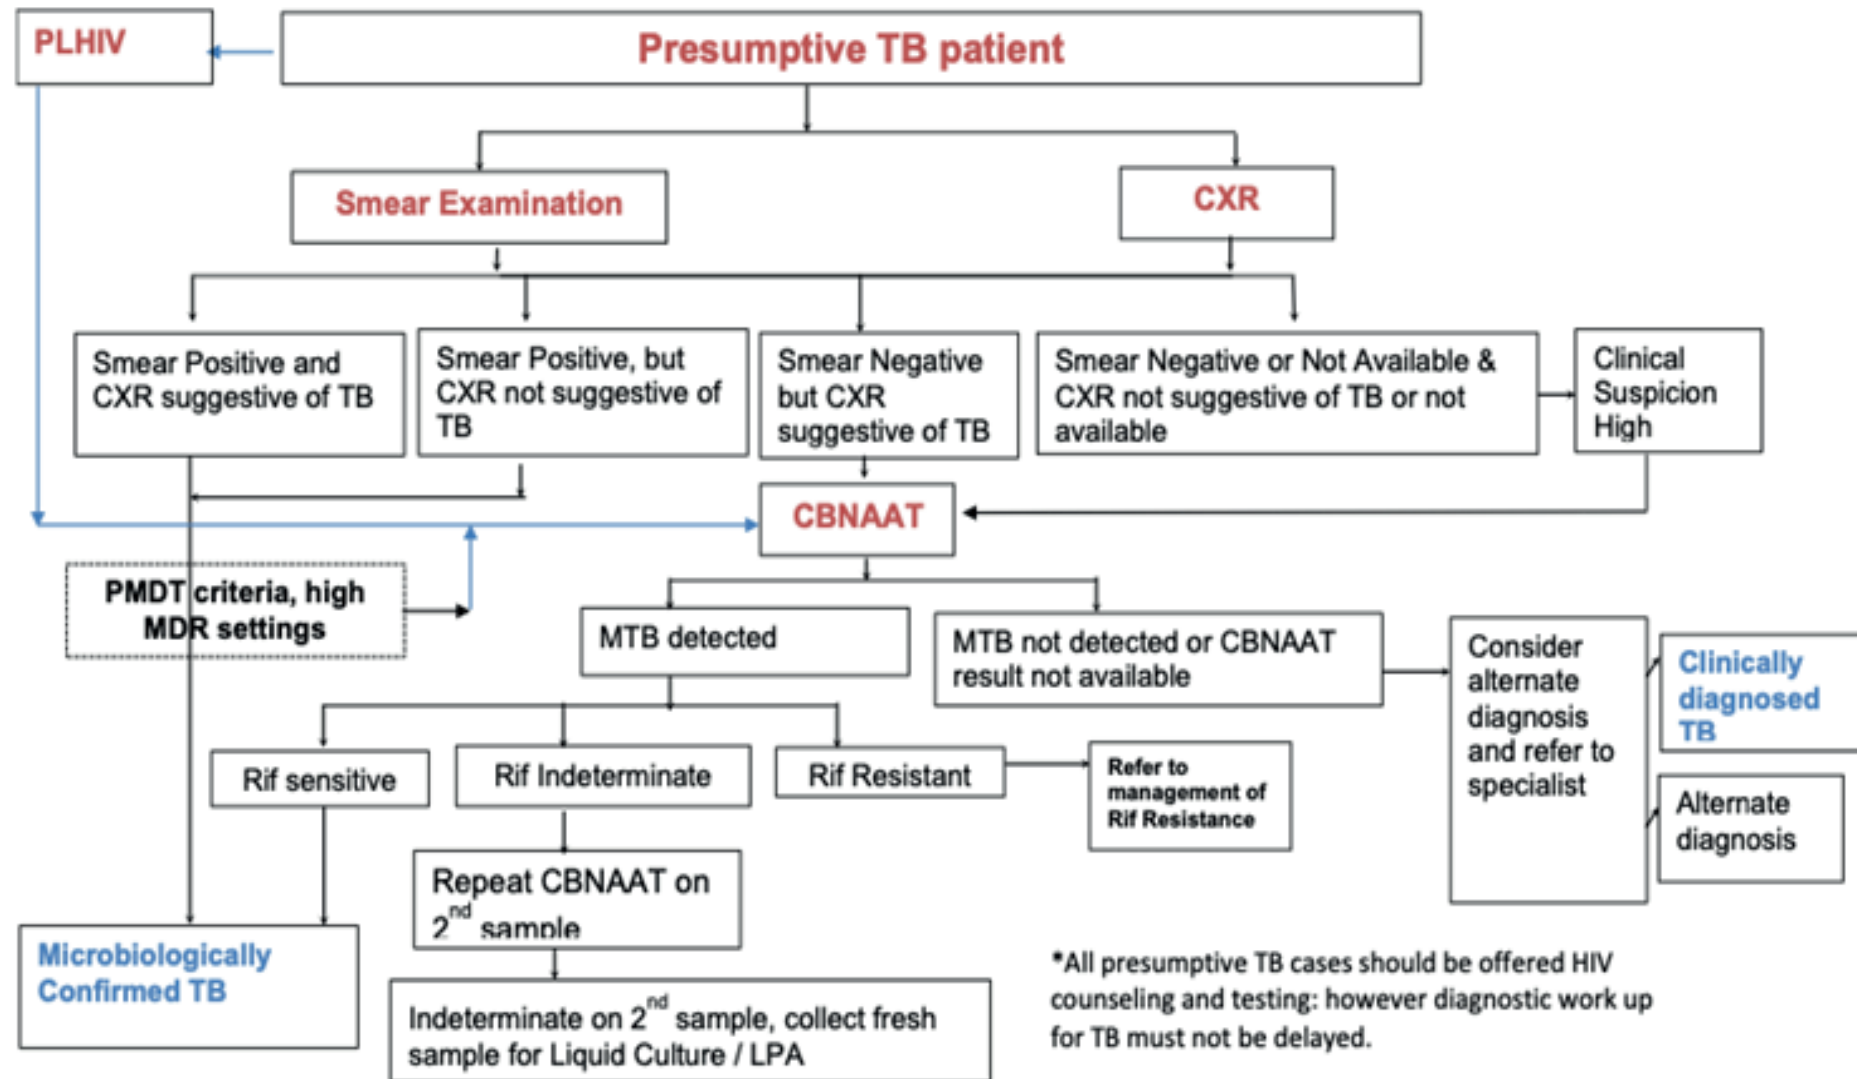 PLHIV
Presumptive TB patient
Smear Examination
CXR
Smear Positive and
CXR suggestive of TB
Smear Positive, but
CXR not suggestive of
TB
Smear Negative
but CXR
suggestive of TB
Smear Negative or Not Available &
CXR not suggestive of TB or not
available
Clinical
Suspicion
High
CBNAAT
PMDT criteria, high
MDR settings
MTB detected
MTB not detected or CBNAAT
result not available
Consider
alternate
diagnosis
and refer to
specialist
Clinically
diagnosed
TB
Alternate
diagnosis
Rif sensitive
Rif Indeterminate
Rif Resistant
Refer to
management of
Rif Resistance
Repeat CBNAAT on
2nd sample
Microbiologically
Confirmed TB
Indeterminate on 2nd sample, collect fresh
sample for Liquid Culture / LPA
*All presumptive TB cases should be offered HIV
counseling and testing: however diagnostic work up
for TB must not be delayed.